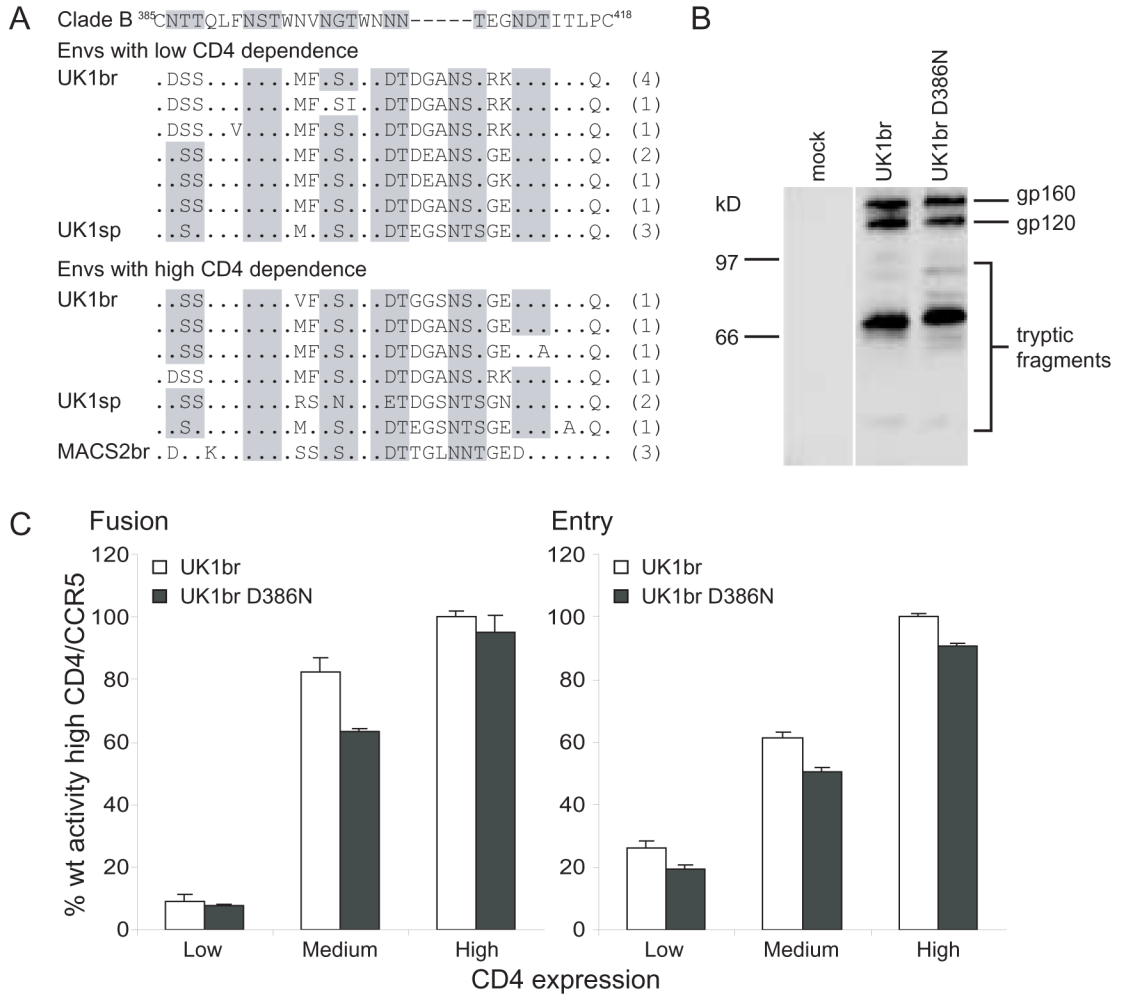 A
Clade B ³⁸⁵CNTTQLFNSTWNVNGTWNNN-----TEGNDTITLPC⁴¹⁸
Envs with low CD4 dependence
UK1br .DSS.......MF.S...DTDGANS.RK......Q. (4)
.DSS.......MF.SI..DTDGANS.RK......Q. (1)
.DSS..V....MF.S...DTDGANS.RK......Q. (1)
..SS.......MF.S...DTDEANS.GE......Q. (2)
..SS.......MF.S...DTDEANS.GK......Q. (1)
..SS.......MF.S...DTDGANS.GE......Q. (1)
UK1sp ..S........M..S...DTEGSNTSGE......Q. (3)
Envs with high CD4 dependence
UK1br ..SS.......VF.S...DTGGSNS.GE......Q. (1)
..SS.......MF.S...DTDGANS.GE......Q. (1)
..SS.......MF.S...DTDGANS.GE..A...Q. (1)
.DSS.......MF.S...DTDGANS.RK......Q. (1)
UK1sp ..SS.......RS.N...ETDGSNTSGN......Q. (2)
..S........M..S...DTEGSNTSGE....A.Q. (1)
MACS2br .D..K......SS.S...DTTGLNNTGED....... (3)
B
mock
UK1br
UK1br D386N
kD
97
66
gp160
gp120
tryptic
fragments
C
Fusion
% wt activity high CD4/CCR5
120
100
80
60
40
20
0
UK1br
UK1br D386N
Low Medium High
Entry
120
100
80
60
40
20
0
UK1br
UK1br D386N
Low Medium High
CD4 expression